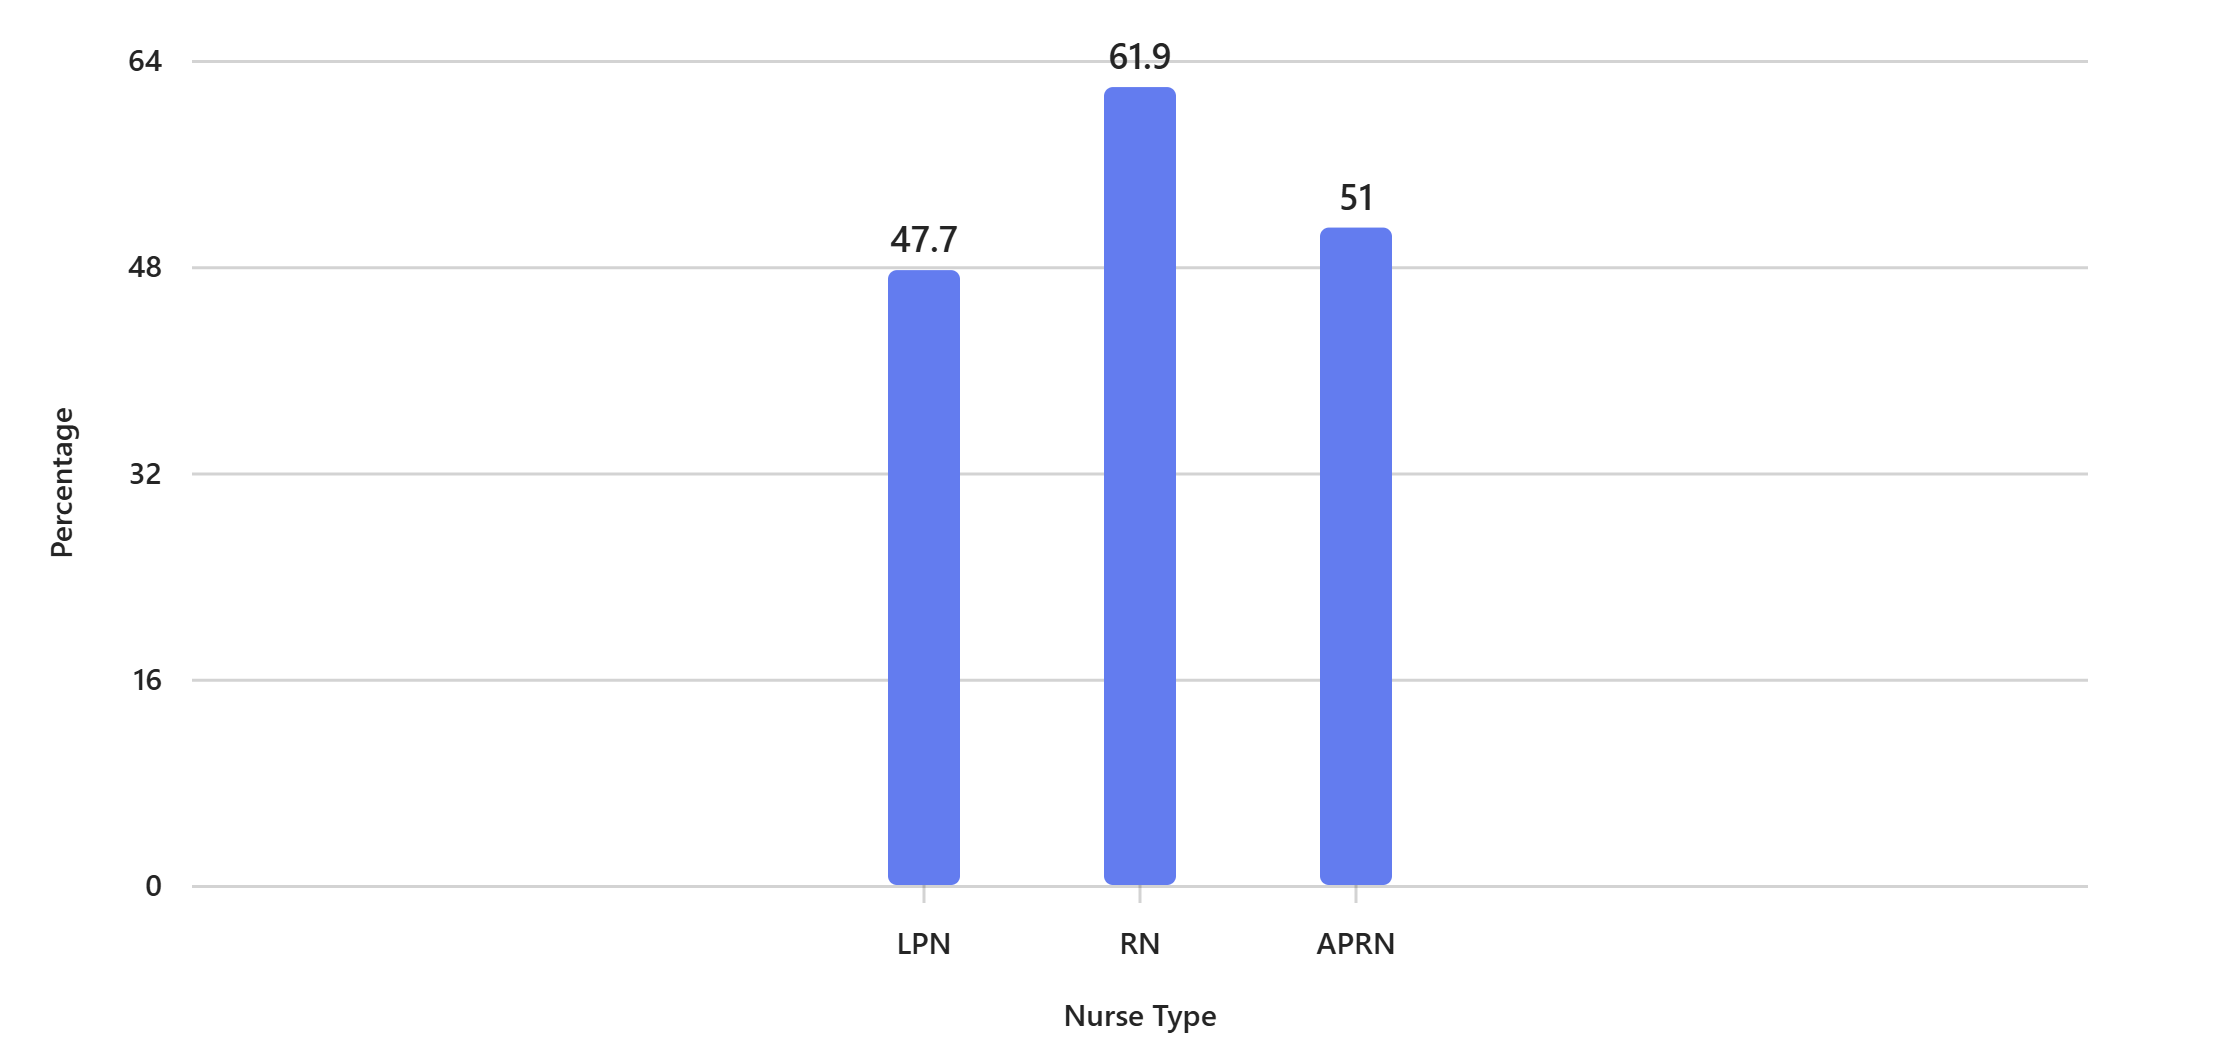 64
61.9
51
47.7
48
Percentage
32
16
0
LPN RN APRN
Nurse Type